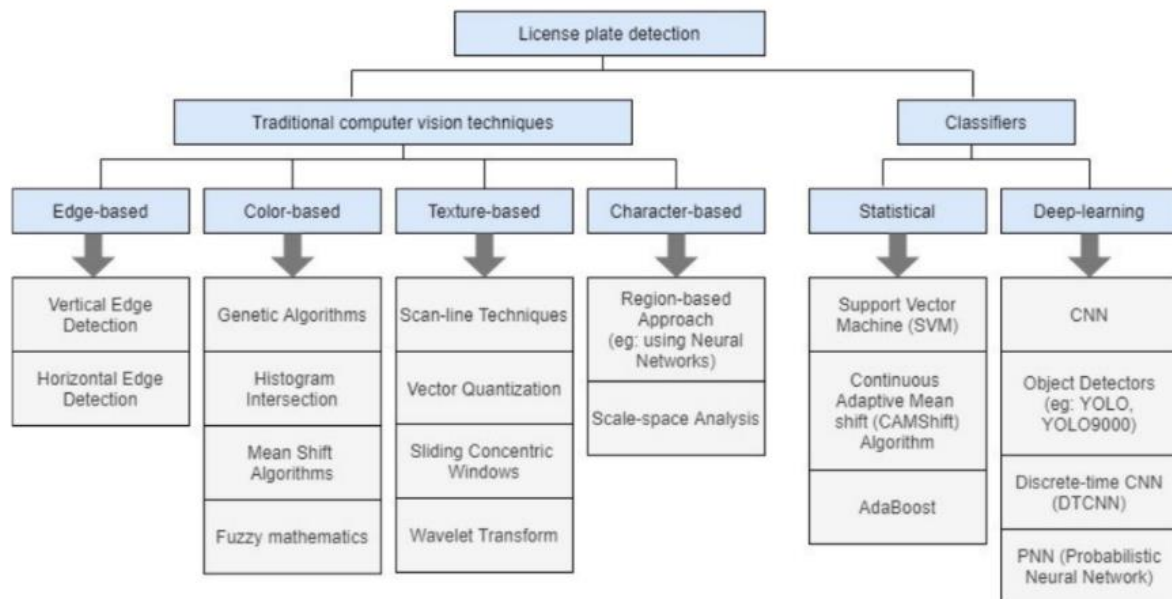 License plate detection
Traditional computer vision techniques
Classifiers
Edge-based
Color-based
Texture-based
Character-based
Statistical
Deep-learning
Vertical Edge
Detection
Horizontal Edge
Detection
Genetic Algorithms
Histogram
Intersection
Mean Shift
Algorithms
Fuzzy mathematics
Scan-line Techniques
Vector Quantization
Sliding Concentric
Windows
Wavelet Transform
Region-based
Approach
(eg: using Neural
Networks)
Scale-space Analysis
Support Vector
Machine (SVM)
Continuous
Adaptive Mean
shift (CAMShift)
Algorithm
AdaBoost
CNN
Object Detectors
(eg: YOLO,
YOLO9000)
Discrete-time CNN
(DTCNN)
PNN (Probabilistic
Neural Network)